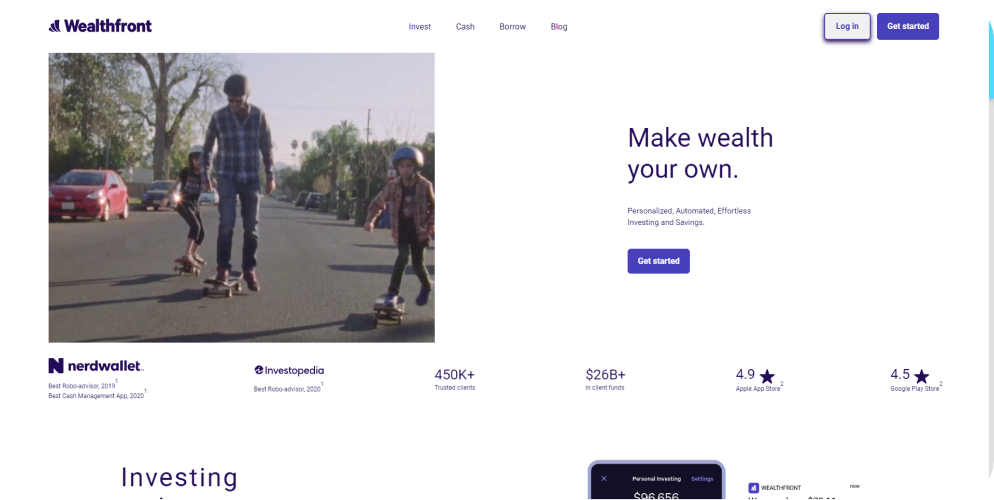 Wealthfront
Invest Cash Borrow Blog
Log in Get started
Make wealth
your own.
Personalized, Automated, Effortless
Investing and Savings.
Get started
nerdwallet
Best Robo-advisor, 2019 1
Best Cash Management App, 2020 1
Investopedia
Best Robo-advisor, 2020 1
450K+
Trusted clients
$26B+
In client funds
4.9
Apple App Store 2
4.5
Google Play Store 2
Investing
Personal Investing Settings
$96,656
WEALTHFRONT now